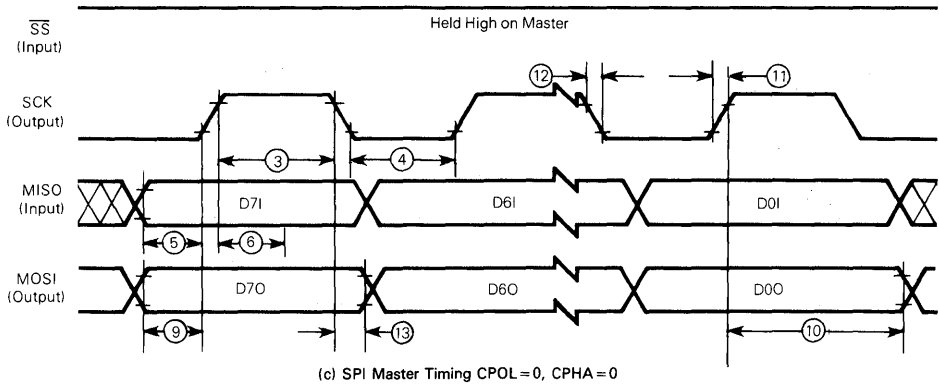 SS
(Input)
Held High on Master
12
11
SCK
(Output)
3
4
MISO
(Input)
D7I
D6I
D0I
5
6
MOSI
(Output)
D7O
D6O
D0O
9
13
10
(c) SPI Master Timing CPOL=0, CPHA=0